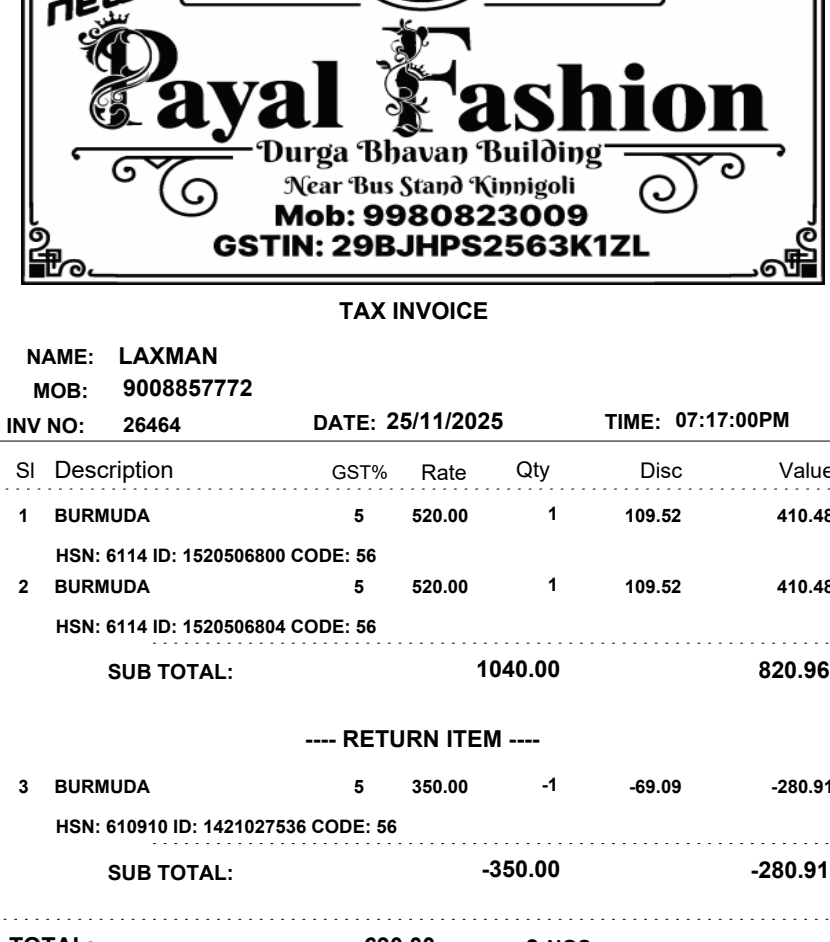 new
Payal Fashion
Durga Bhavan Building
Near Bus Stand Kinnigoli
Mob: 9980823009
GSTIN: 29BJHPS2563K1ZL
TAX INVOICE
NAME: LAXMAN
MOB: 9008857772
INV NO: 26464 DATE: 25/11/2025 TIME: 07:17:00PM
Sl Description GST% Rate Qty Disc Value
1 BURMUDA 5 520.00 1 109.52 410.48
HSN: 6114 ID: 1520506800 CODE: 56
2 BURMUDA 5 520.00 1 109.52 410.48
HSN: 6114 ID: 1520506804 CODE: 56
SUB TOTAL: 1040.00 820.96
---- RETURN ITEM ----
3 BURMUDA 5 350.00 -1 -69.09 -280.91
HSN: 610910 ID: 1421027536 CODE: 56
SUB TOTAL: -350.00 -280.91
TOTAL: 690.00